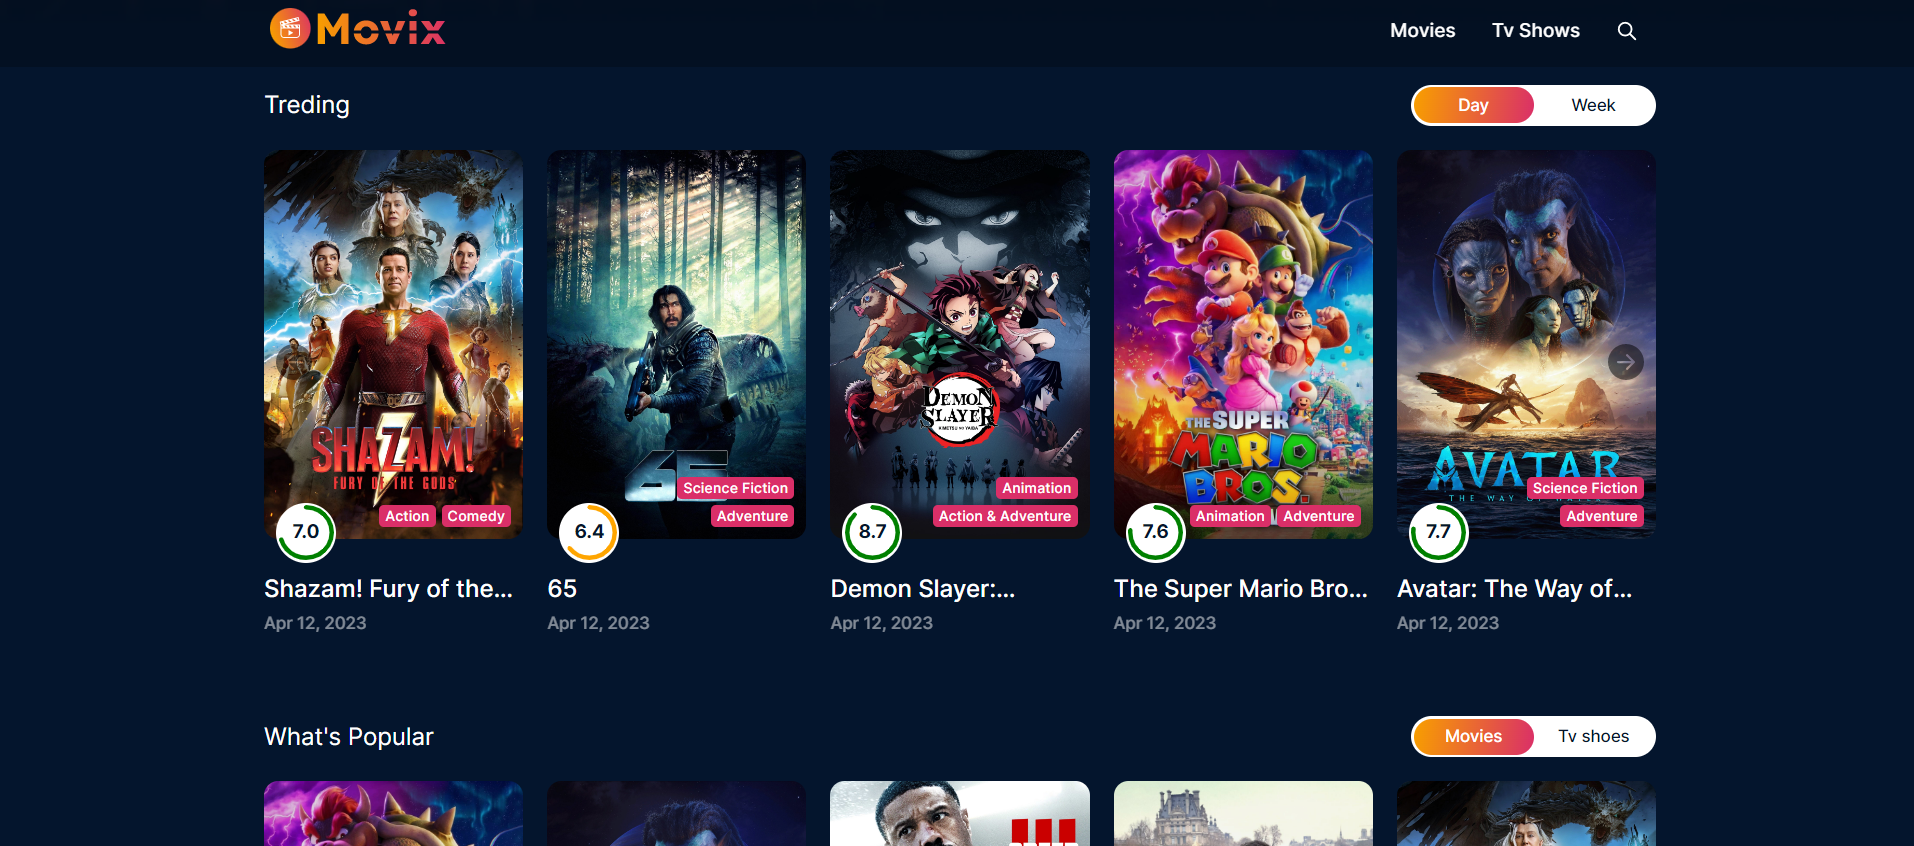 Movix
Movies Tv Shows
Treding
Day Week
SHAZAM!
FURY OF THE GODS
Action Comedy
7.0
Shazam! Fury of the...
Apr 12, 2023
65
Science Fiction
Adventure
6.4
65
Apr 12, 2023
DEMON
SLAYER
KIMETSU NO YAIBA
Animation
Action & Adventure
8.7
Demon Slayer:...
Apr 12, 2023
THE SUPER
MARIO
BROS.
Animation Adventure
7.6
The Super Mario Bro...
Apr 12, 2023
AVATAR
THE WAY OF WATER
Science Fiction
Adventure
7.7
Avatar: The Way of...
Apr 12, 2023
What's Popular
Movies Tv shoes